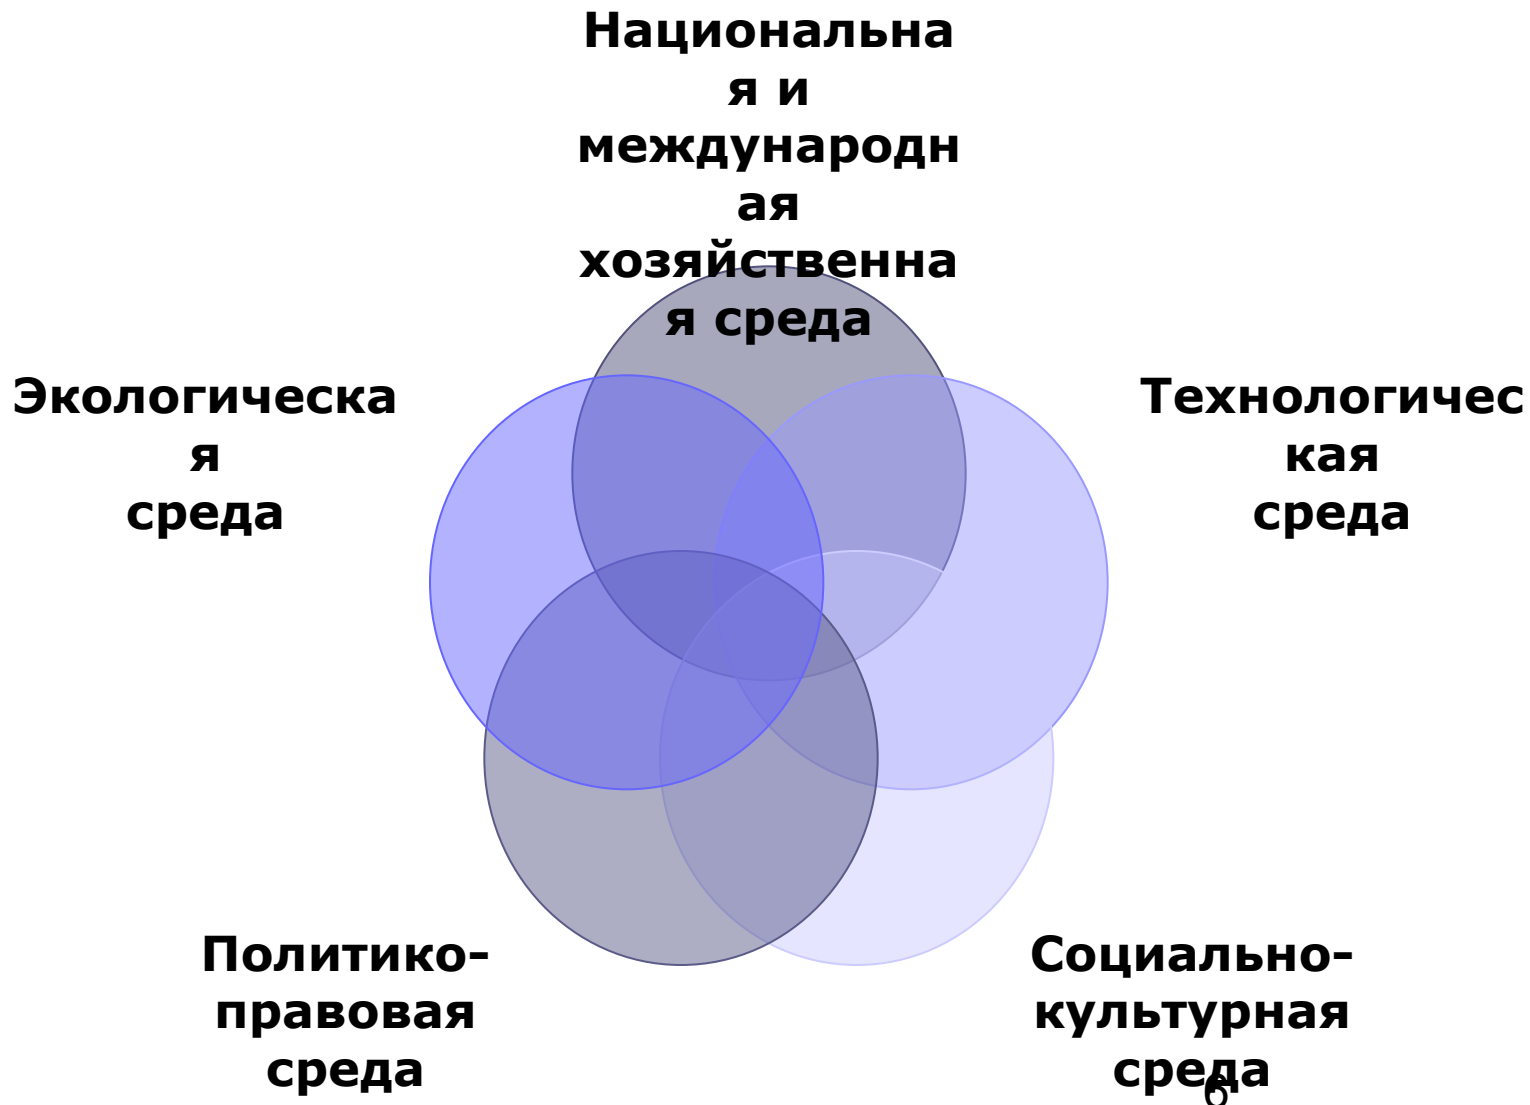 Национальна
я и
международн
ая
хозяйственна
я среда
Экологическа
я
среда
Технологичес
кая
среда
Политико-
правовая
среда
Социально-
культурная
среда
6